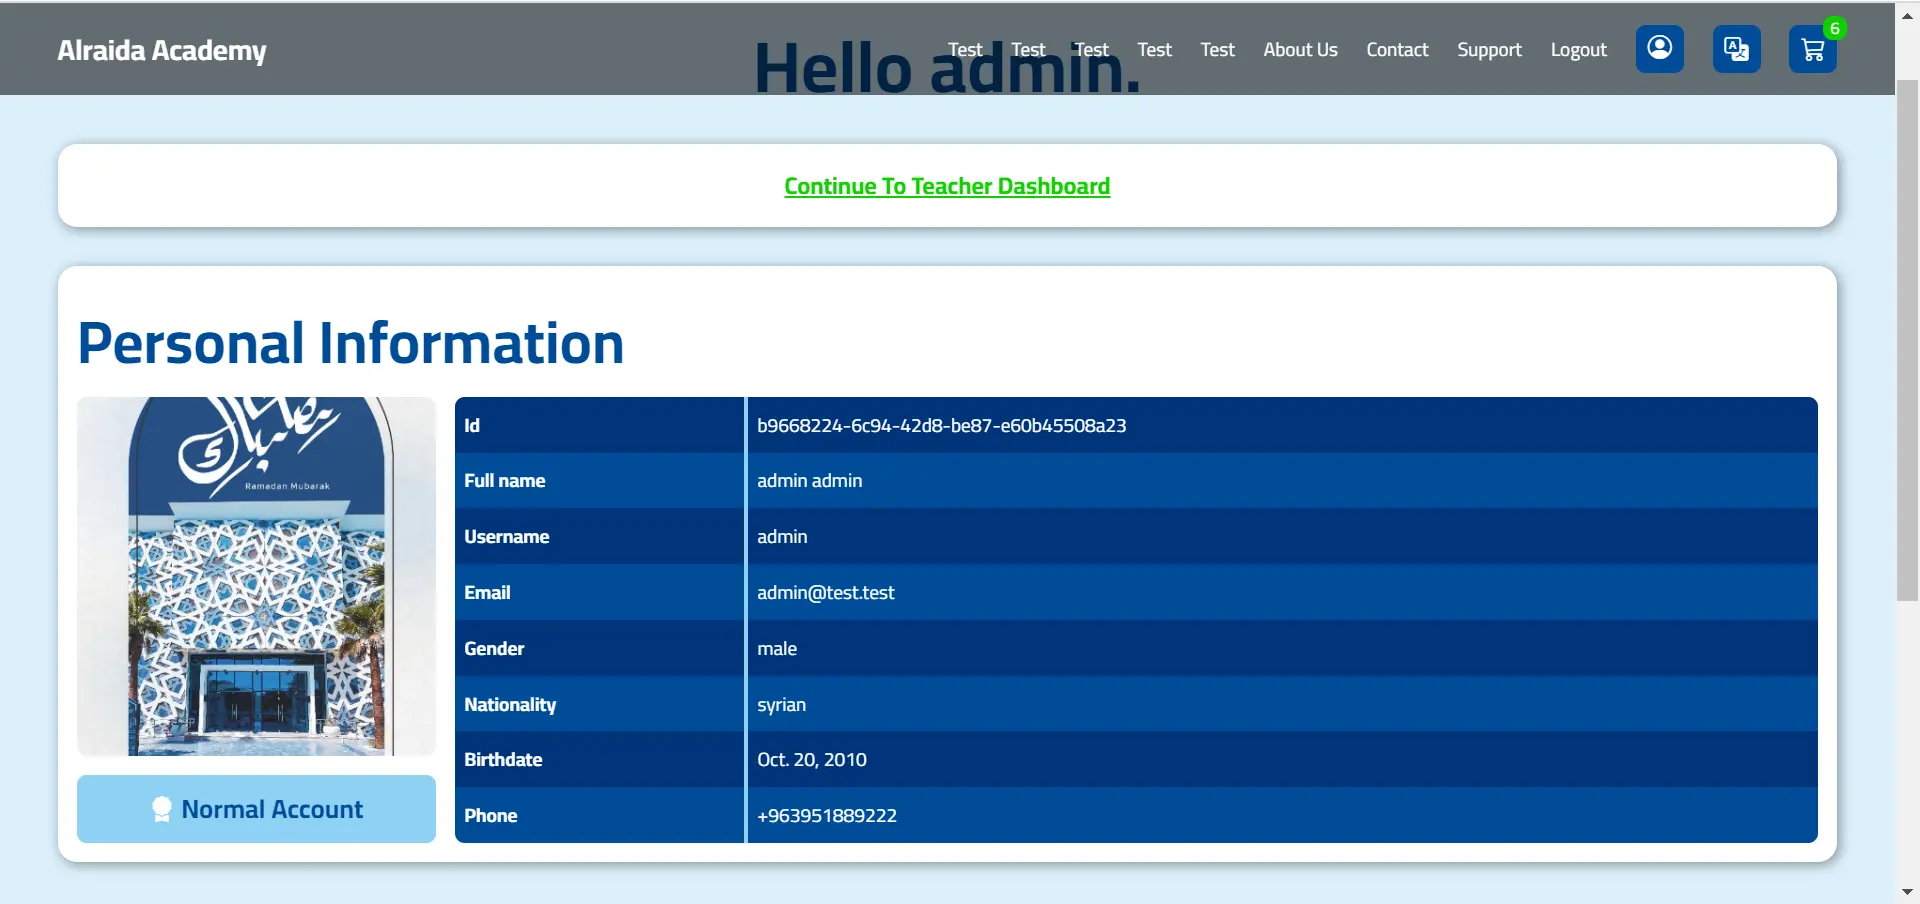 Alraida Academy
Test Test Test Test Test About Us Contact Support Logout
6
Hello admin.
Continue To Teacher Dashboard
Personal Information
Ramadan Mubarak
Normal Account
Id b9668224-6c94-42d8-be87-e60b45508a23
Full name admin admin
Username admin
Email admin@test.test
Gender male
Nationality syrian
Birthdate Oct. 20, 2010
Phone +963951889222